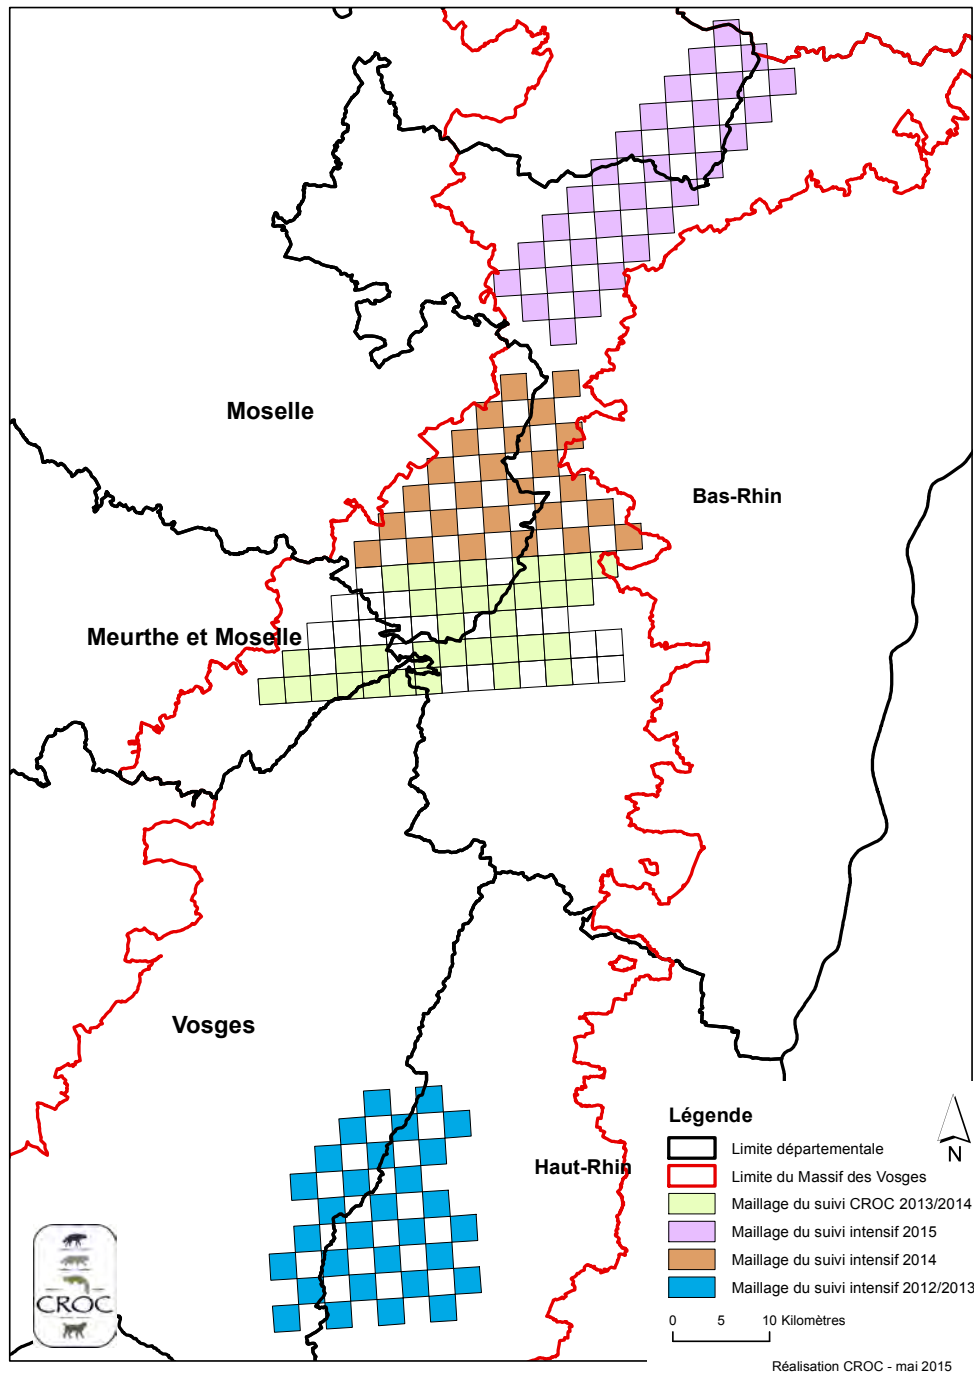 Moselle
Bas-Rhin
Meurthe et Moselle
Vosges
Haut-Rhin
Légende
Limite départementale
Limite du Massif des Vosges
Maillage du suivi CROC 2013/2014
Maillage du suivi intensif 2015
Maillage du suivi intensif 2014
Maillage du suivi intensif 2012/2013
N
0 5 10 Kilomètres
CROC
Réalisation CROC - mai 2015